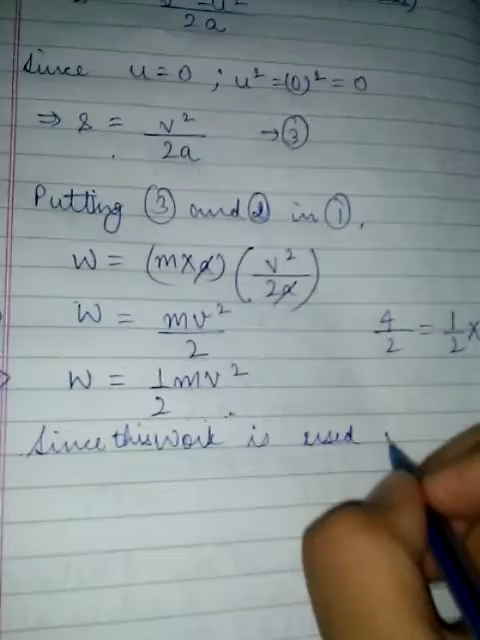 2a
Since u = 0 ; u² = (0)² = 0
⇒ s = v² / 2a → ③
Putting ③ and ② in ①,
W = (m × a) (v² / 2a)
W = mv² / 2
4/2 = 1/2 ×
W = 1/2 mv²
Since this work is used